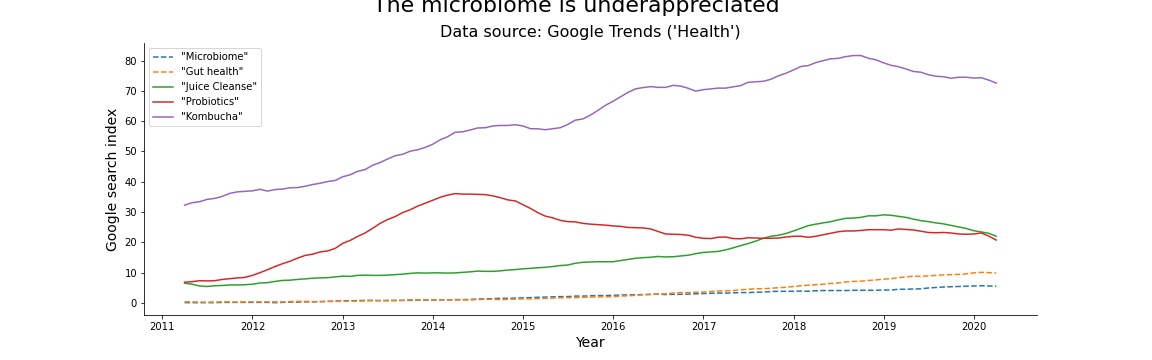 The microbiome is underappreciated
Data source: Google Trends ('Health')
"Microbiome"
"Gut health"
"Juice Cleanse"
"Probiotics"
"Kombucha"
Google search index
80
70
60
50
40
30
20
10
0
2011 2012 2013 2014 2015 2016 2017 2018 2019 2020
Year